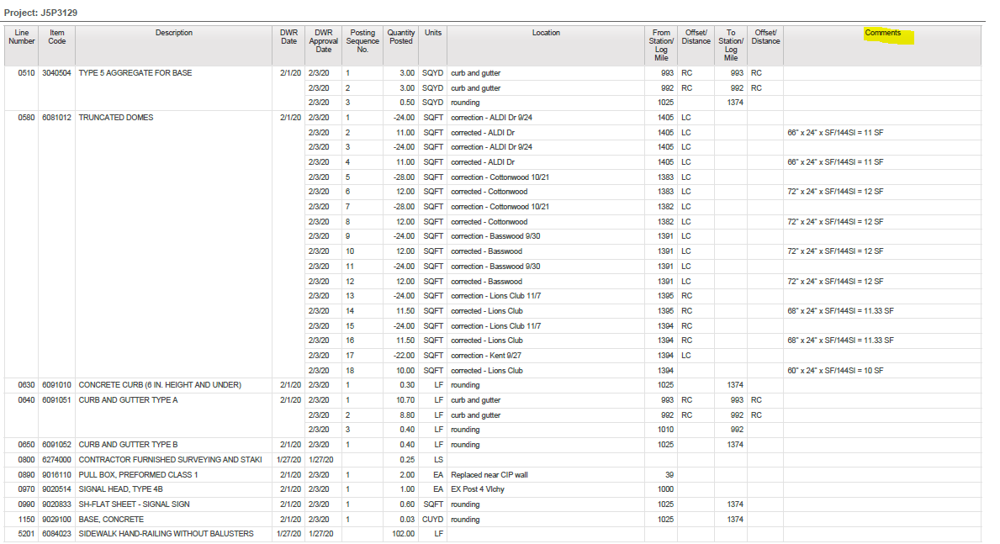 Project: J5P3129
Line Number Item Code Description DWR Date DWR Approval Date Posting Sequence No. Quantity Posted Units Location From Station/ Log Mile Offset/ Distance To Station/ Log Mile Offset/ Distance Comments
0510 3040504 TYPE 5 AGGREGATE FOR BASE 2/1/20 2/3/20 1 3.00 SQYD curb and gutter 993 RC 993 RC
2/3/20 2 3.00 SQYD curb and gutter 992 RC 992 RC
2/3/20 3 0.50 SQYD rounding 1025 1374
0580 6081012 TRUNCATED DOMES 2/1/20 2/3/20 1 -24.00 SQFT correction - ALDI Dr 9/24 1405 LC
2/3/20 2 11.00 SQFT corrected - ALDI Dr 1405 LC 66" x 24" x SF/144SI = 11 SF
2/3/20 3 -24.00 SQFT correction - ALDI Dr 9/24 1405 LC
2/3/20 4 11.00 SQFT corrected - ALDI Dr 1405 LC 66" x 24" x SF/144SI = 11 SF
2/3/20 5 -28.00 SQFT correction - Cottonwood 10/21 1383 LC
2/3/20 6 12.00 SQFT corrected - Cottonwood 1383 LC 72" x 24" x SF/144SI = 12 SF
2/3/20 7 -28.00 SQFT correction - Cottonwood 10/21 1382 LC
2/3/20 8 12.00 SQFT corrected - Cottonwood 1382 LC 72" x 24" x SF/144SI = 12 SF
2/3/20 9 -24.00 SQFT correction - Basswood 9/30 1391 LC
2/3/20 10 12.00 SQFT corrected - Basswood 1391 LC 72" x 24" x SF/144SI = 12 SF
2/3/20 11 -24.00 SQFT correction - Basswood 9/30 1391 LC
2/3/20 12 12.00 SQFT corrected - Basswood 1391 LC 72" x 24" x SF/144SI = 12 SF
2/3/20 13 -24.00 SQFT correction - Lions Club 11/7 1395 RC
2/3/20 14 11.50 SQFT corrected - Lions Club 1395 RC 68" x 24" x SF/144SI = 11.33 SF
2/3/20 15 -24.00 SQFT correction - Lions Club 11/7 1394 RC
2/3/20 16 11.50 SQFT corrected - Lions Club 1394 RC 68" x 24" x SF/144SI = 11.33 SF
2/3/20 17 -22.00 SQFT correction - Kent 9/27 1394 LC
2/3/20 18 10.00 SQFT corrected - Lions Club 1394 60" x 24" x SF/144SI = 10 SF
0630 6091010 CONCRETE CURB (6 IN. HEIGHT AND UNDER) 2/1/20 2/3/20 1 0.30 LF rounding 1025 1374
0640 6091051 CURB AND GUTTER TYPE A 2/1/20 2/3/20 1 10.70 LF curb and gutter 993 RC 993 RC
2/3/20 2 8.80 LF curb and gutter 992 RC 992 RC
2/3/20 3 0.40 LF rounding 1010 992
0650 6091052 CURB AND GUTTER TYPE B 2/1/20 2/3/20 1 0.40 LF rounding 1025 1374
0800 6274000 CONTRACTOR FURNISHED SURVEYING AND STAKI 1/27/20 1/27/20 0.25 LS
0890 9016110 PULL BOX, PREFORMED CLASS 1 2/1/20 2/3/20 1 2.00 EA Replaced near CIP wall 39
0970 9020514 SIGNAL HEAD, TYPE 4B 2/1/20 2/3/20 1 1.00 EA EX Post 4 Vichy 1000
0990 9020833 SH-FLAT SHEET - SIGNAL SIGN 2/1/20 2/3/20 1 0.60 SQFT rounding 1025 1374
1150 9029100 BASE, CONCRETE 2/1/20 2/3/20 1 0.03 CUYD rounding 1025 1374
5201 6084023 SIDEWALK HAND-RAILING WITHOUT BALUSTERS 1/27/20 1/27/20 102.00 LF